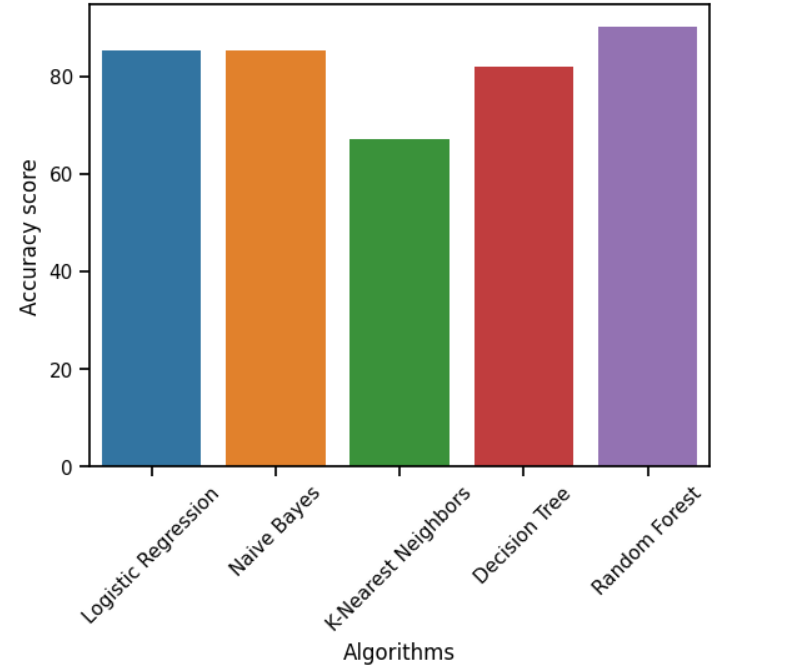 Accuracy score
80
60
40
20
0
Logistic Regression
Naive Bayes
K-Nearest Neighbors
Decision Tree
Random Forest
Algorithms